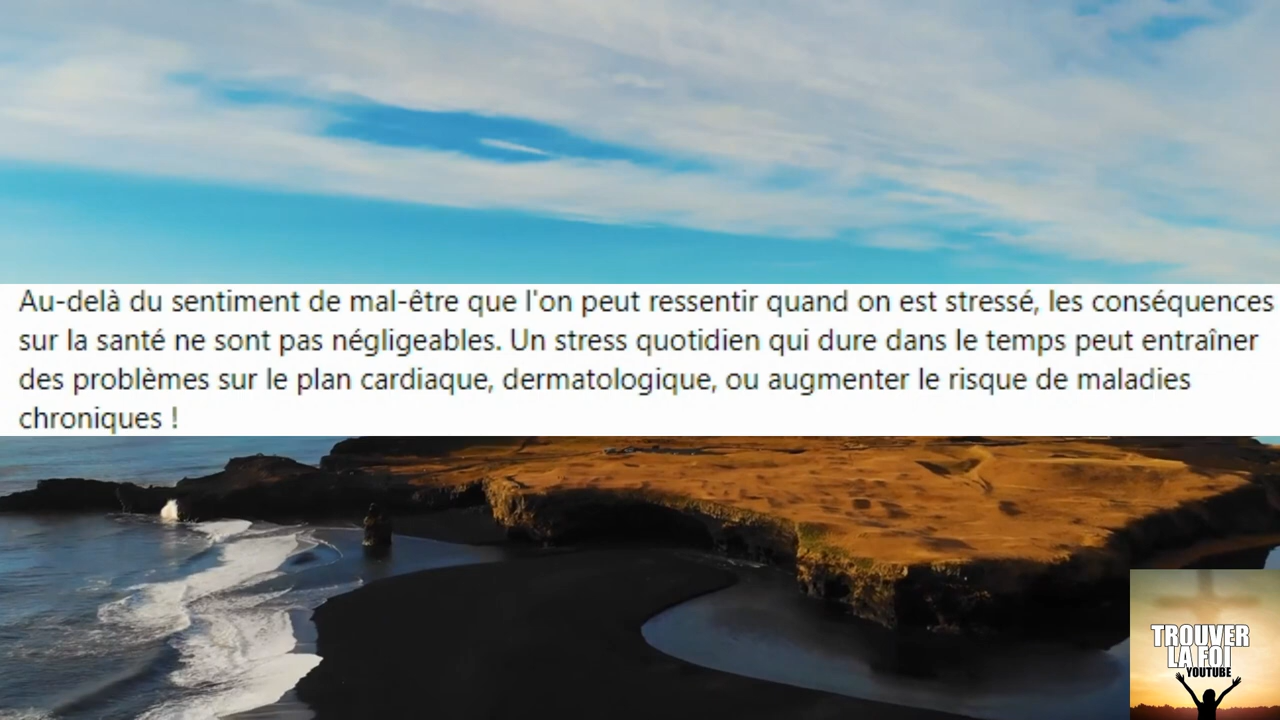 Au-delà du sentiment de mal-être que l'on peut ressentir quand on est stressé, les conséquences
sur la santé ne sont pas négligeables. Un stress quotidien qui dure dans le temps peut entraîner
des problèmes sur le plan cardiaque, dermatologique, ou augmenter le risque de maladies
chroniques !
TROUVER
LA FOI
YOUTUBE